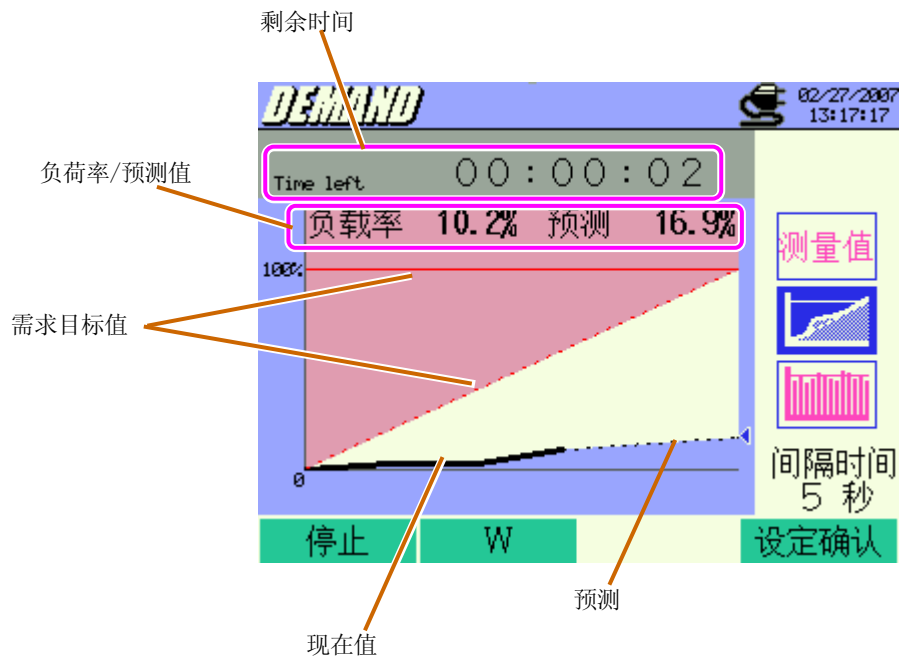 剩余时间
DEMAND
02/27/2007
13:17:17
负荷率/预测值
Time left 00:00:02
负载率 10.2% 预测 16.9%
测量值
100%
需求目标值
0
间隔时间
5 秒
停止 W 设定确认
预测
现在值